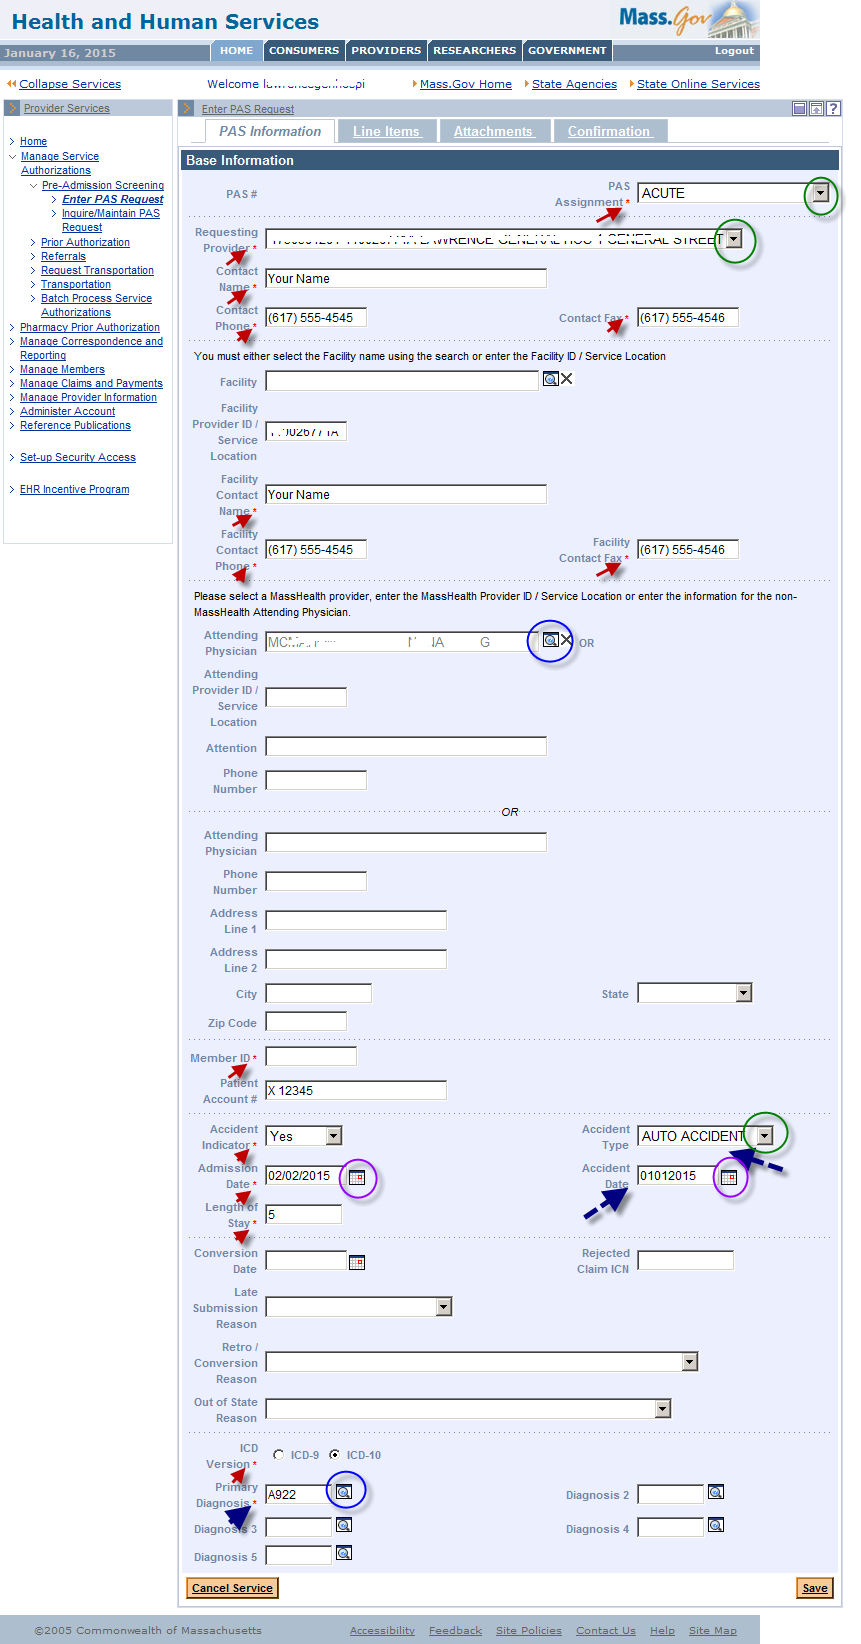 Health and Human Services
Mass.Gov
January 16, 2015
HOME CONSUMERS PROVIDERS RESEARCHERS GOVERNMENT Logout
Collapse Services Welcome Mass.Gov Home State Agencies State Online Services
Provider Services
Home
Manage Service
Authorizations
Pre-Admission Screening
Enter PAS Request
Inquire/Maintain PAS
Request
Prior Authorization
Referrals
Request Transportation
Transportation
Batch Process Service
Authorizations
Pharmacy Prior Authorization
Manage Correspondence and
Reporting
Manage Members
Manage Claims and Payments
Manage Provider Information
Administer Account
Reference Publications
Set-up Security Access
EHR Incentive Program
Enter PAS Request ?
PAS Information Line Items Attachments Confirmation
Base Information
PAS #
PAS
Assignment * ACUTE
Requesting
Provider * LAWRENCE GENERAL 1 GENERAL STREET
Contact
Name * Your Name
Contact
Phone * (617) 555-4545 Contact Fax * (617) 555-4546
You must either select the Facility name using the search or enter the Facility ID / Service Location
Facility
Facility
Provider ID /
Service
Location
Facility
Contact
Name * Your Name
Facility
Contact
Phone * (617) 555-4545
Facility
Contact Fax * (617) 555-4546
Please select a MassHealth provider, enter the MassHealth Provider ID / Service Location or enter the information for the non-
MassHealth Attending Physician.
Attending
Physician G OR
Attending
Provider ID /
Service
Location
Attention
Phone
Number
OR
Attending
Physician
Phone
Number
Address
Line 1
Address
Line 2
City State
Zip Code
Member ID *
Patient
Account # X 12345
Accident
Indicator * Yes
Accident
Type AUTO ACCIDENT
Admission
Date * 02/02/2015
Accident
Date 01012015
Length of
Stay * 5
Conversion
Date
Rejected
Claim ICN
Late
Submission
Reason
Retro /
Conversion
Reason
Out of State
Reason
ICD
Version * ICD-9 ICD-10
Primary
Diagnosis * A922 Diagnosis 2
Diagnosis 3 Diagnosis 4
Diagnosis 5
Cancel Service Save
©2005 Commonwealth of Massachusetts Accessibility Feedback Site Policies Contact Us Help Site Map